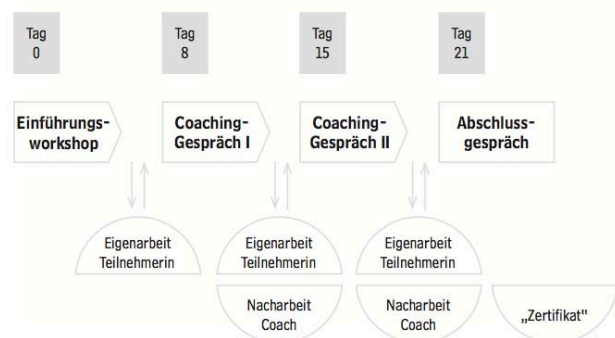 Tag
0
Tag
8
Tag
15
Tag
21
Einführungs-
workshop
Coaching-
Gespräch I
Coaching-
Gespräch II
Abschluss-
gespräch
Eigenarbeit
Teilnehmerin
Eigenarbeit
Teilnehmerin
Eigenarbeit
Teilnehmerin
Nacharbeit
Coach
Nacharbeit
Coach
„Zertifikat“